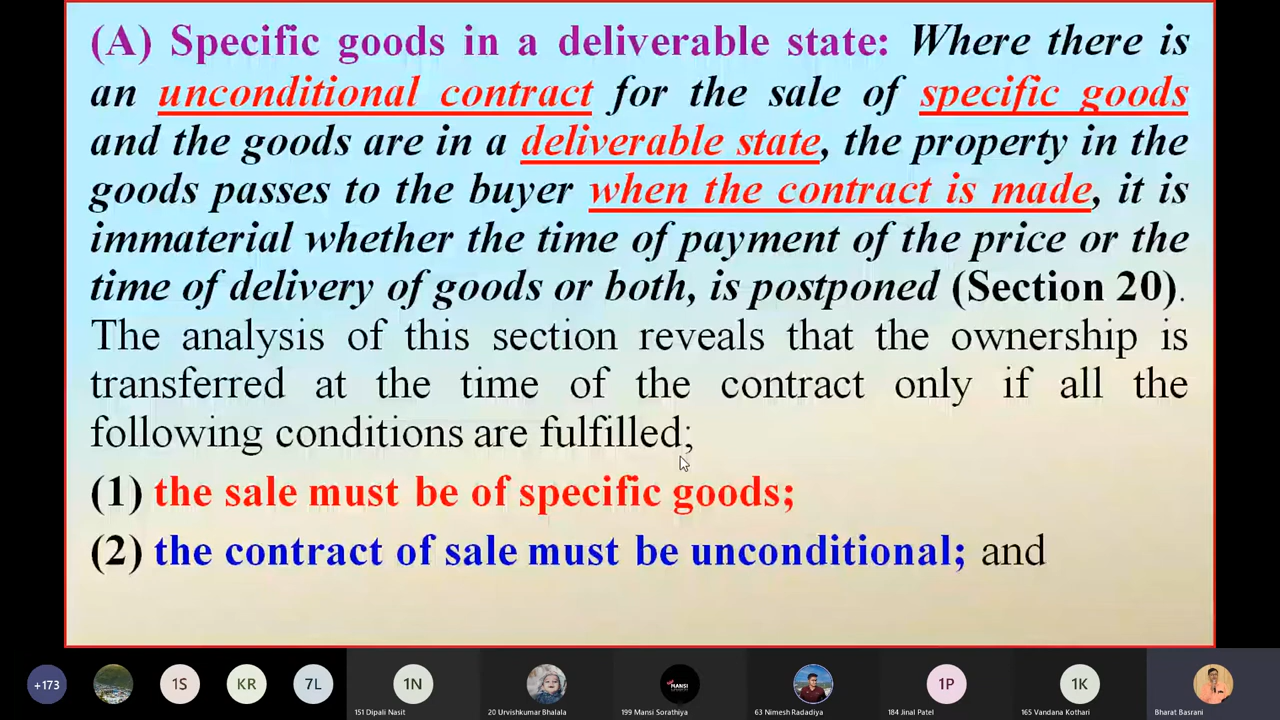 (A) Specific goods in a deliverable state: Where there is
an unconditional contract for the sale of specific goods
and the goods are in a deliverable state, the property in the
goods passes to the buyer when the contract is made, it is
immaterial whether the time of payment of the price or the
time of delivery of goods or both, is postponed (Section 20).
The analysis of this section reveals that the ownership is
transferred at the time of the contract only if all the
following conditions are fulfilled;
(1) the sale must be of specific goods;
(2) the contract of sale must be unconditional; and
+173
1S
KR
7L
1N
MANSI
1P
1K
151 Dipali Nasit
20 Urvishkumar Bhalala
199 Mansi Sorathiya
63 Nimesh Radadiya
184 Jinal Patel
165 Vandana Kothari
Bharat Basrani